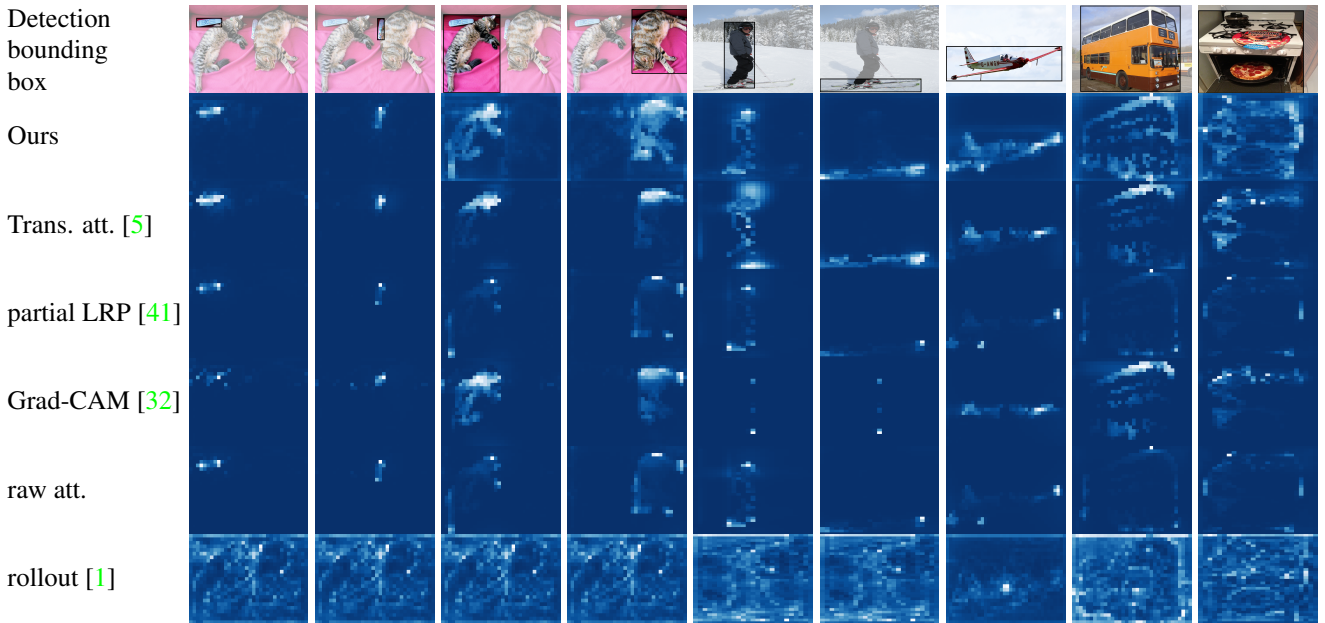 Detection
bounding
box
Ours
Trans. att. [5]
partial LRP [41]
Grad-CAM [32]
raw att.
rollout [1]